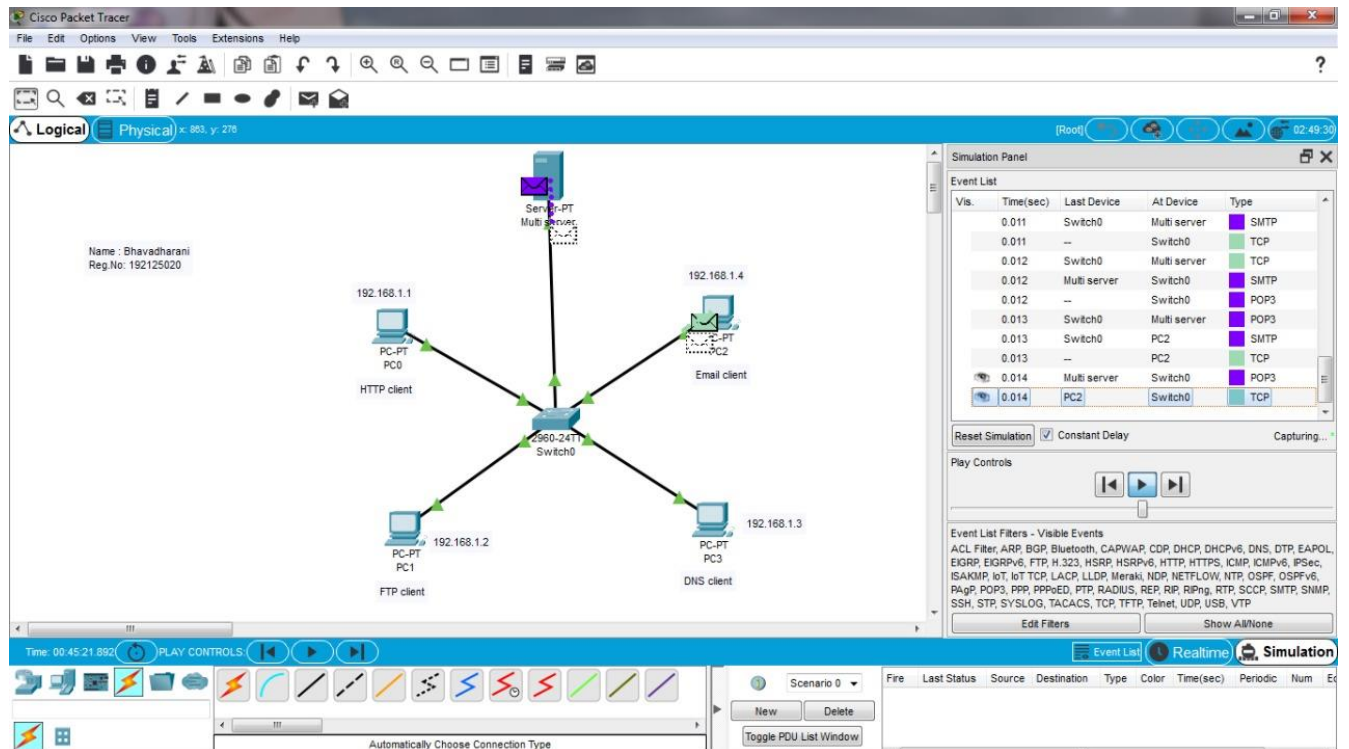 Cisco Packet Tracer
File Edit Options View Tools Extensions Help
?
Logical Physical x: 863, y: 276 [Root] 02:49:30
Server-PT
Multi server
Name : Bhavadharani
Reg.No: 192125020
192.168.1.1
PC-PT
PC0
HTTP client
192.168.1.4
C-PT
PC2
Email client
2960-24TT
Switch0
192.168.1.2
PC-PT
PC1
FTP client
192.168.1.3
PC-PT
PC3
DNS client
Simulation Panel
Event List
Vis. Time(sec) Last Device At Device Type
0.011 Switch0 Multi server SMTP
0.011 -- Switch0 TCP
0.012 Switch0 Multi server TCP
0.012 Multi server Switch0 SMTP
0.012 -- Switch0 POP3
0.013 Switch0 Multi server POP3
0.013 Switch0 PC2 SMTP
0.013 -- PC2 TCP
0.014 Multi server Switch0 POP3
0.014 PC2 Switch0 TCP
Reset Simulation Constant Delay Capturing...
Play Controls
Event List Filters - Visible Events
ACL Filter, ARP, BGP, Bluetooth, CAPWAP, CDP, DHCP, DHCPv6, DNS, DTP, EAPOL,
EIGRP, EIGRPv6, FTP, H.323, HSRP, HSRPv6, HTTP, HTTPS, ICMP, ICMPv6, IPSec,
ISAKMP, IoT, IoT TCP, LACP, LLDP, Meraki, NDP, NETFLOW, NTP, OSPF, OSPFv6,
PAgP, POP3, PPP, PPPoED, PTP, RADIUS, REP, RIP, RIPng, RTP, SCCP, SMTP, SNMP,
SSH, STP, SYSLOG, TACACS, TCP, TFTP, Telnet, UDP, USB, VTP
Edit Filters Show All/None
Time: 00:45:21.892 PLAY CONTROLS: Event List Realtime Simulation
Scenario 0
New Delete
Toggle PDU List Window
Fire Last Status Source Destination Type Color Time(sec) Periodic Num Ed
Automatically Choose Connection Type